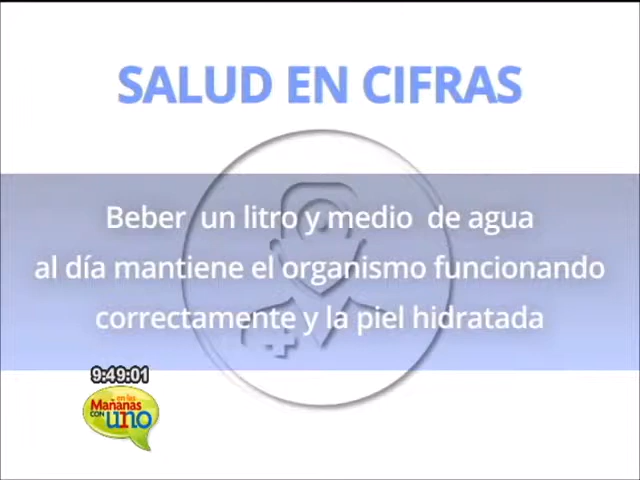 SALUD EN CIFRAS
Beber un litro y medio de agua
al día mantiene el organismo funcionando
correctamente y la piel hidratada
9:49:01
en las
Mañanas
CON uno